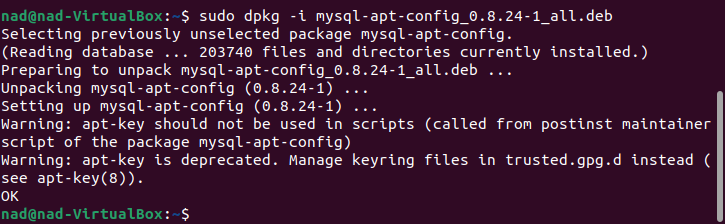 nad@nad-VirtualBox:~$ sudo dpkg -i mysql-apt-config_0.8.24-1_all.deb
Selecting previously unselected package mysql-apt-config.
(Reading database ... 203740 files and directories currently installed.)
Preparing to unpack mysql-apt-config_0.8.24-1_all.deb ...
Unpacking mysql-apt-config (0.8.24-1) ...
Setting up mysql-apt-config (0.8.24-1) ...
Warning: apt-key should not be used in scripts (called from postinst maintainer
script of the package mysql-apt-config)
Warning: apt-key is deprecated. Manage keyring files in trusted.gpg.d instead (
see apt-key(8)).
OK
nad@nad-VirtualBox:~$